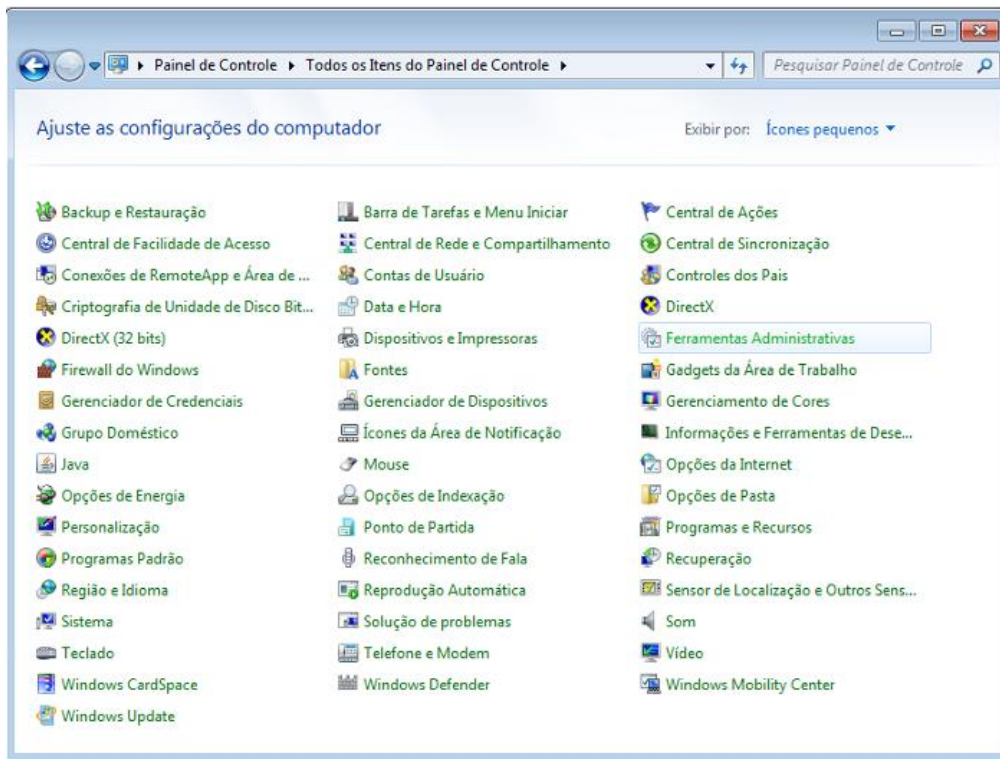 Painel de Controle Todos os Itens do Painel de Controle Pesquisar Painel de Controle
Ajuste as configurações do computador Exibir por: Ícones pequenos
Backup e Restauração Barra de Tarefas e Menu Iniciar Central de Ações
Central de Facilidade de Acesso Central de Rede e Compartilhamento Central de Sincronização
Conexões de RemoteApp e Área de ... Contas de Usuário Controles dos Pais
Criptografia de Unidade de Disco Bit... Data e Hora DirectX
DirectX (32 bits) Dispositivos e Impressoras Ferramentas Administrativas
Firewall do Windows Fontes Gadgets da Área de Trabalho
Gerenciador de Credenciais Gerenciador de Dispositivos Gerenciamento de Cores
Grupo Doméstico Ícones da Área de Notificação Informações e Ferramentas de Dese...
Java Mouse Opções da Internet
Opções de Energia Opções de Indexação Opções de Pasta
Personalização Ponto de Partida Programas e Recursos
Programas Padrão Reconhecimento de Fala Recuperação
Região e Idioma Reprodução Automática Sensor de Localização e Outros Sens...
Sistema Solução de problemas Som
Teclado Telefone e Modem Vídeo
Windows CardSpace Windows Defender Windows Mobility Center
Windows Update